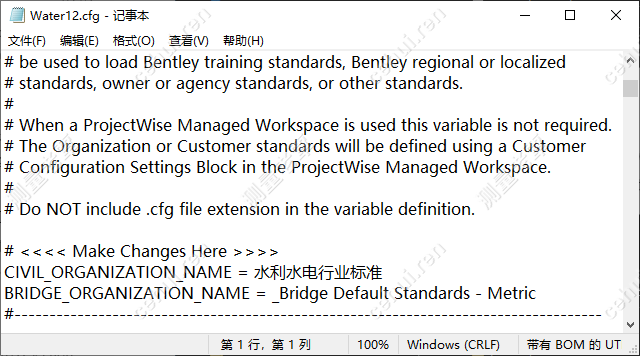 Water12.cfg - 记事本
文件(F) 编辑(E) 格式(O) 查看(V) 帮助(H)
# be used to load Bentley training standards, Bentley regional or localized
# standards, owner or agency standards, or other standards.
#
# When a ProjectWise Managed Workspace is used this variable is not required.
# The Organization or Customer standards will be defined using a Customer
# Configuration Settings Block in the ProjectWise Managed Workspace.
#
# Do NOT include .cfg file extension in the variable definition.
# <<<< Make Changes Here >>>>
CIVIL_ORGANIZATION_NAME = 水利水电行业标准
BRIDGE_ORGANIZATION_NAME = _Bridge Default Standards - Metric
#------------------------------------------------------------------------------------
第 1 行，第 1 列 100% Windows (CRLF) 带有 BOM 的 UT